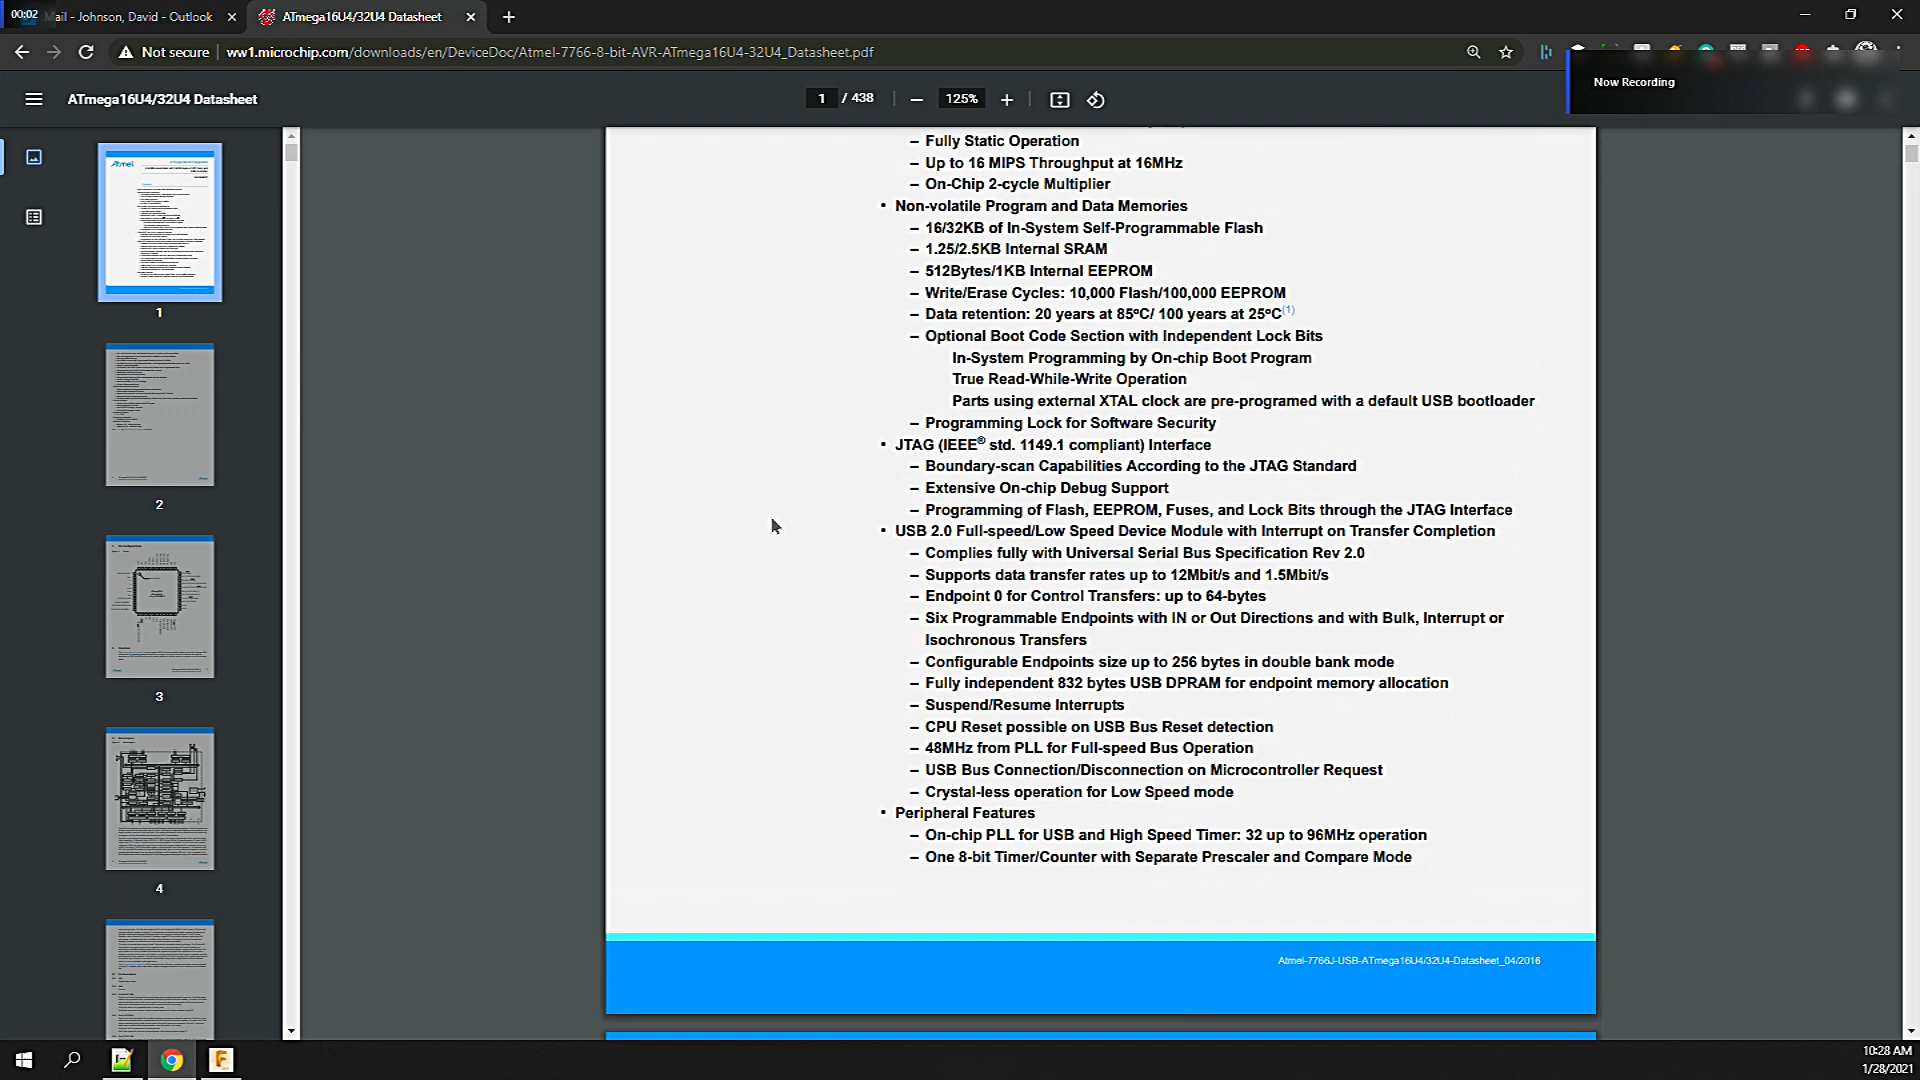 00:02
ail - Johnson, David - Outlook
ATmega16U4/32U4 Datasheet
Not secure
ww1.microchip.com/downloads/en/DeviceDoc/Atmel-7766-8-bit-AVR-ATmega16U4-32U4_Datasheet.pdf
Now Recording
ATmega16U4/32U4 Datasheet
1 / 438
125%
– Fully Static Operation
– Up to 16 MIPS Throughput at 16MHz
– On-Chip 2-cycle Multiplier
• Non-volatile Program and Data Memories
– 16/32KB of In-System Self-Programmable Flash
– 1.25/2.5KB Internal SRAM
– 512Bytes/1KB Internal EEPROM
– Write/Erase Cycles: 10,000 Flash/100,000 EEPROM
– Data retention: 20 years at 85ºC/ 100 years at 25ºC(1)
– Optional Boot Code Section with Independent Lock Bits
In-System Programming by On-chip Boot Program
True Read-While-Write Operation
Parts using external XTAL clock are pre-programed with a default USB bootloader
– Programming Lock for Software Security
• JTAG (IEEE® std. 1149.1 compliant) Interface
– Boundary-scan Capabilities According to the JTAG Standard
– Extensive On-chip Debug Support
– Programming of Flash, EEPROM, Fuses, and Lock Bits through the JTAG Interface
• USB 2.0 Full-speed/Low Speed Device Module with Interrupt on Transfer Completion
– Complies fully with Universal Serial Bus Specification Rev 2.0
– Supports data transfer rates up to 12Mbit/s and 1.5Mbit/s
– Endpoint 0 for Control Transfers: up to 64-bytes
– Six Programmable Endpoints with IN or Out Directions and with Bulk, Interrupt or
Isochronous Transfers
– Configurable Endpoints size up to 256 bytes in double bank mode
– Fully independent 832 bytes USB DPRAM for endpoint memory allocation
– Suspend/Resume Interrupts
– CPU Reset possible on USB Bus Reset detection
– 48MHz from PLL for Full-speed Bus Operation
– USB Bus Connection/Disconnection on Microcontroller Request
– Crystal-less operation for Low Speed mode
• Peripheral Features
– On-chip PLL for USB and High Speed Timer: 32 up to 96MHz operation
– One 8-bit Timer/Counter with Separate Prescaler and Compare Mode
Atmel-7766J-USB-ATmega16U4/32U4-Datasheet_04/2016
Atmel
1
2
3
4
10:28 AM
1/28/2021